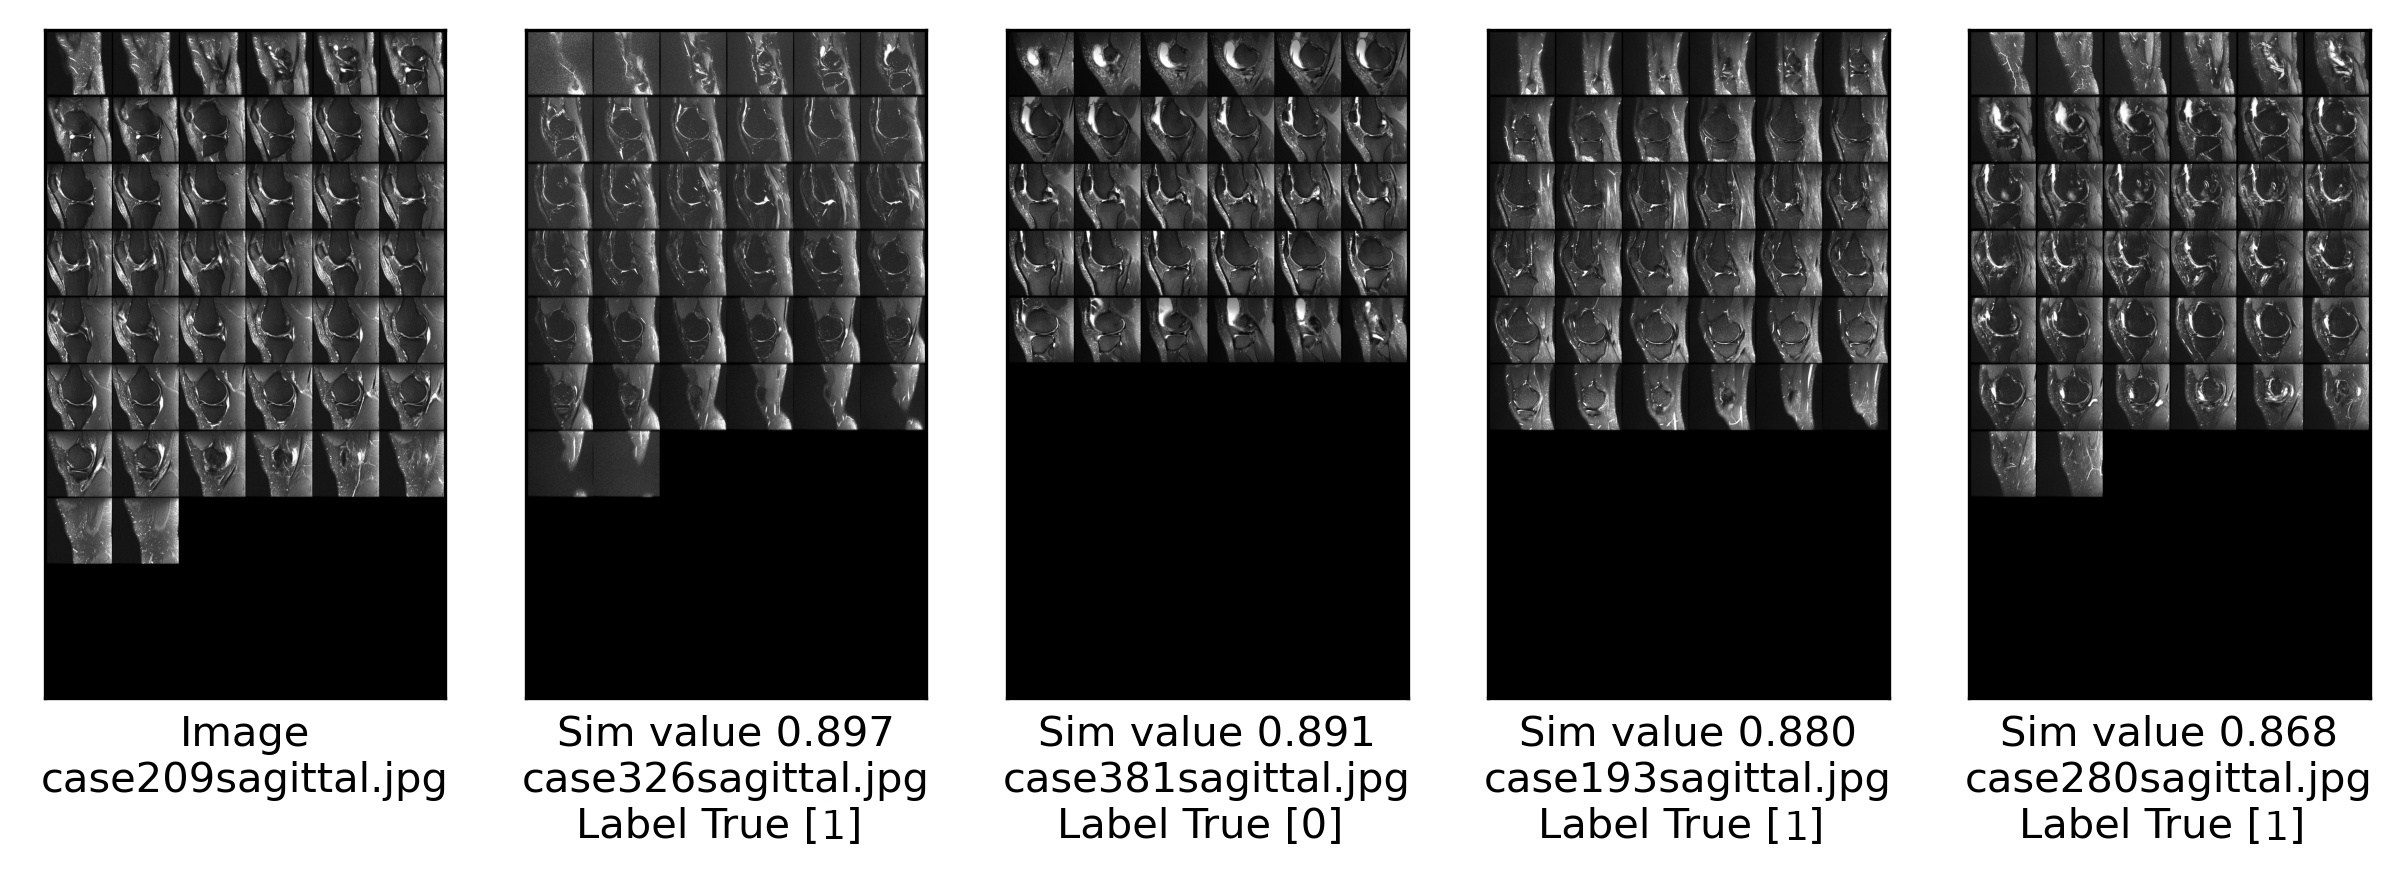 Image
case209sagittal.jpg
Sim value 0.897
case326sagittal.jpg
Label True [1]
Sim value 0.891
case381sagittal.jpg
Label True [0]
Sim value 0.880
case193sagittal.jpg
Label True [1]
Sim value 0.868
case280sagittal.jpg
Label True [1]